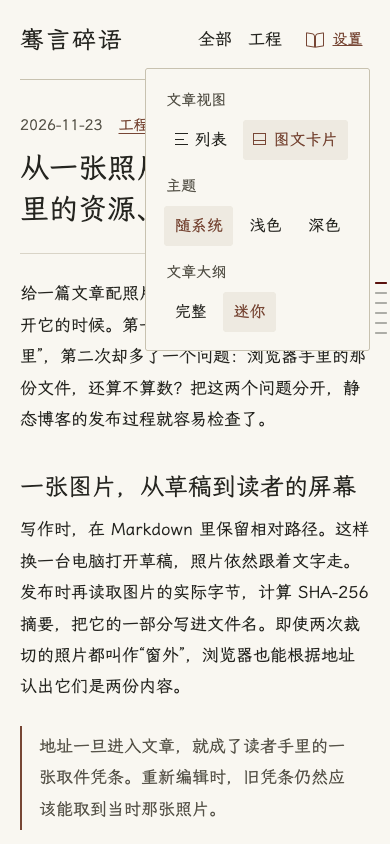 骞言碎语
全部 工程 设置
文章视图
列表 图文卡片
主题
随系统 浅色 深色
文章大纲
完整 迷你
2026-11-23 工程
从一张照
里的资源、
给一篇文章配照
开它的时候。第一
里”，第二次却多了一个问题：浏览器手里的那
份文件，还算不算数？把这两个问题分开，静
态博客的发布过程就容易检查了。
一张图片，从草稿到读者的屏幕
写作时，在 Markdown 里保留相对路径。这样
换一台电脑打开草稿，照片依然跟着文字走。
发布时再读取图片的实际字节，计算 SHA-256
摘要，把它的一部分写进文件名。即使两次裁
切的照片都叫作“窗外”，浏览器也能根据地址
认出它们是两份内容。
地址一旦进入文章，就成了读者手里的一
张取件凭条。重新编辑时，旧凭条仍然应
该能取到当时那张照片。